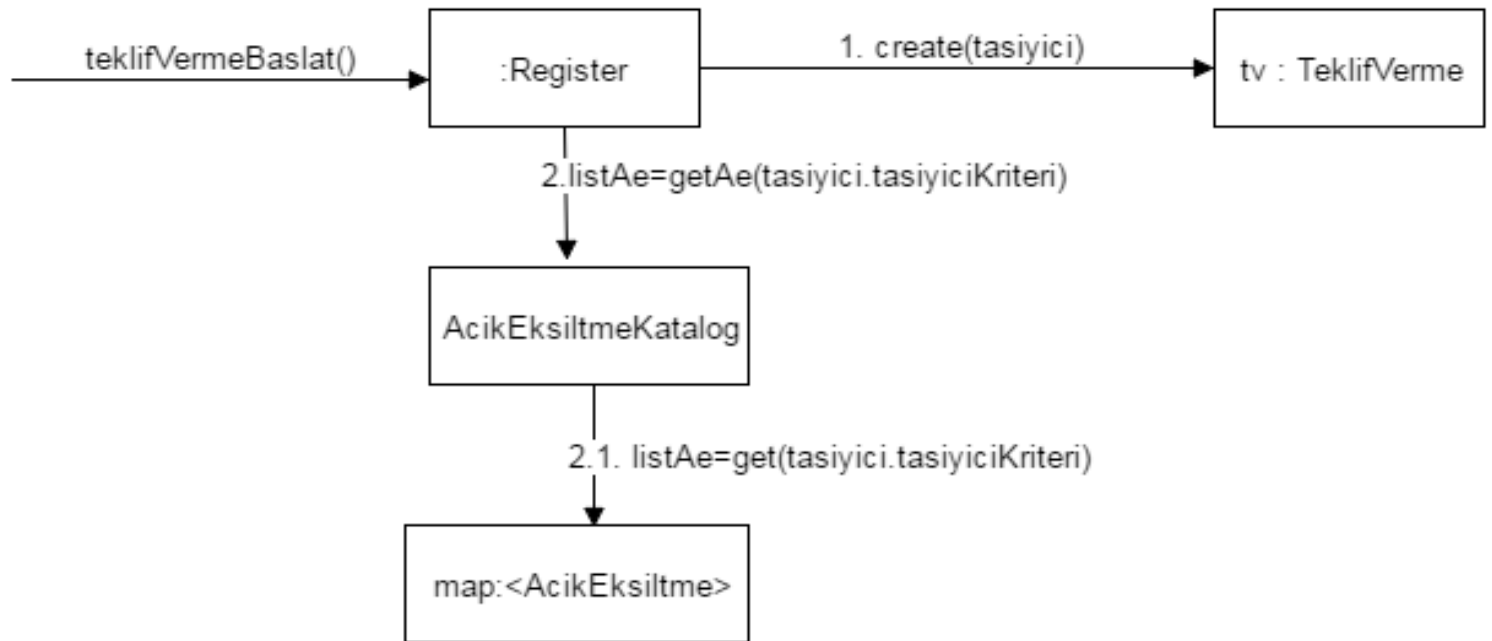 teklifVermeBaslat()
:Register
1. create(tasiyici)
tv : TeklifVerme
2.listAe=getAe(tasiyici.tasiyiciKriteri)
AcikEksiltmeKatalog
2.1. listAe=get(tasiyici.tasiyiciKriteri)
map:<AcikEksiltme>